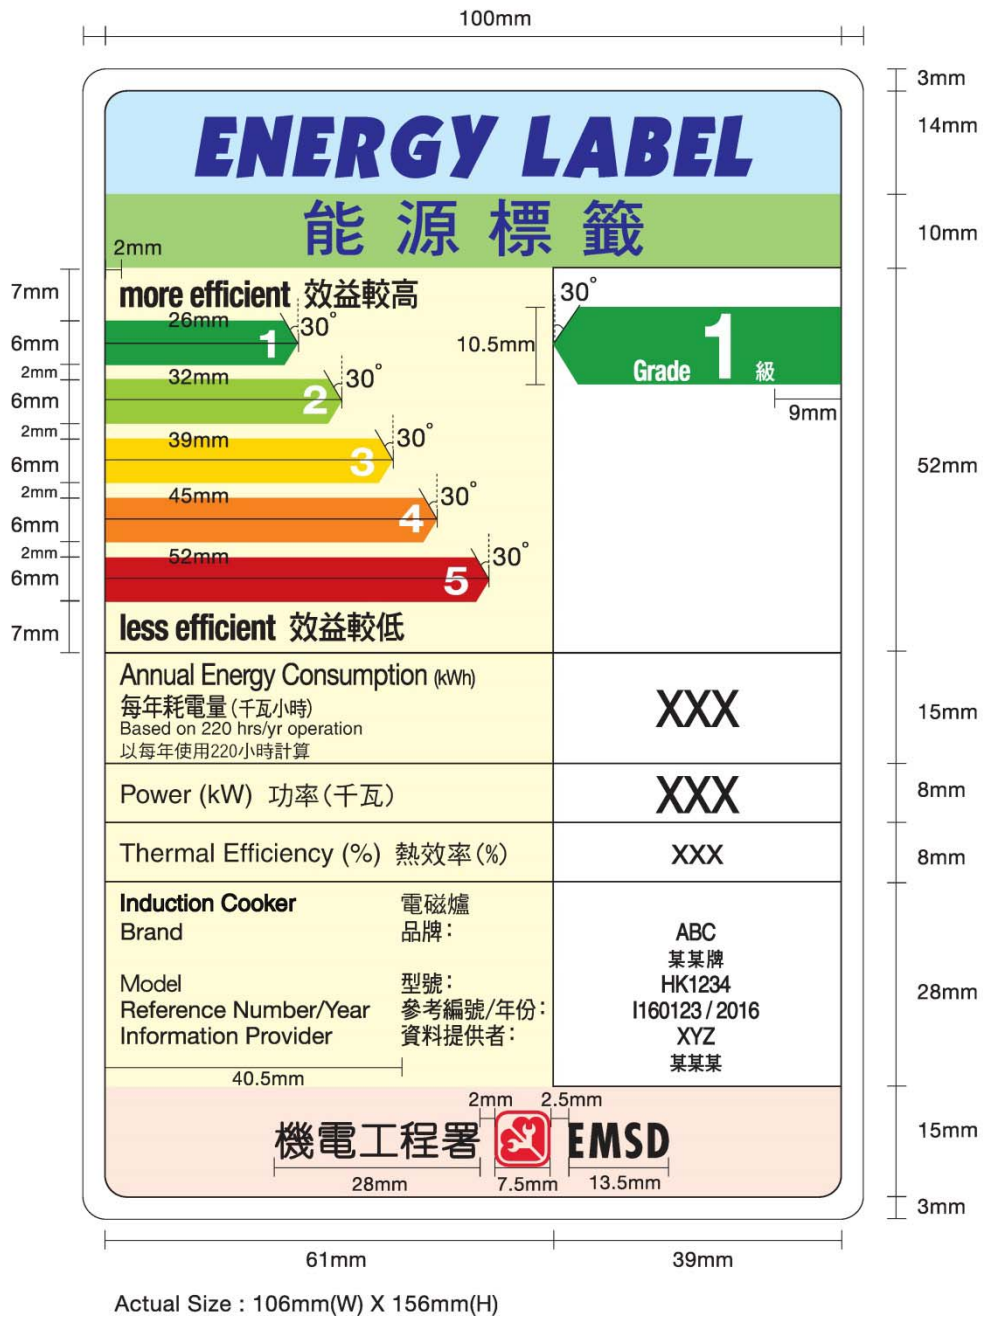 100mm
3mm
ENERGY LABEL
14mm
能源標籤
10mm
2mm
7mm
more efficient 效益較高
30°
26mm
1
30°
6mm
10.5mm
Grade 1 級
2mm
32mm
2
30°
6mm
9mm
2mm
39mm
3
30°
6mm
52mm
2mm
45mm
4
30°
6mm
2mm
52mm
5
30°
6mm
7mm
less efficient 效益較低
Annual Energy Consumption (kWh)
每年耗電量(千瓦小時)
Based on 220 hrs/yr operation
以每年使用220小時計算
XXX
15mm
Power (kW) 功率(千瓦)
XXX
8mm
Thermal Efficiency (%) 熱效率(%)
XXX
8mm
Induction Cooker 電磁爐
Brand 品牌:
ABC
某某牌
Model 型號:
HK1234
28mm
Reference Number/Year 參考編號/年份:
I160123 / 2016
Information Provider 資料提供者:
XYZ
某某某
40.5mm
2mm 2.5mm
機電工程署 EMSD
15mm
28mm 7.5mm 13.5mm
3mm
61mm 39mm
Actual Size : 106mm(W) X 156mm(H)